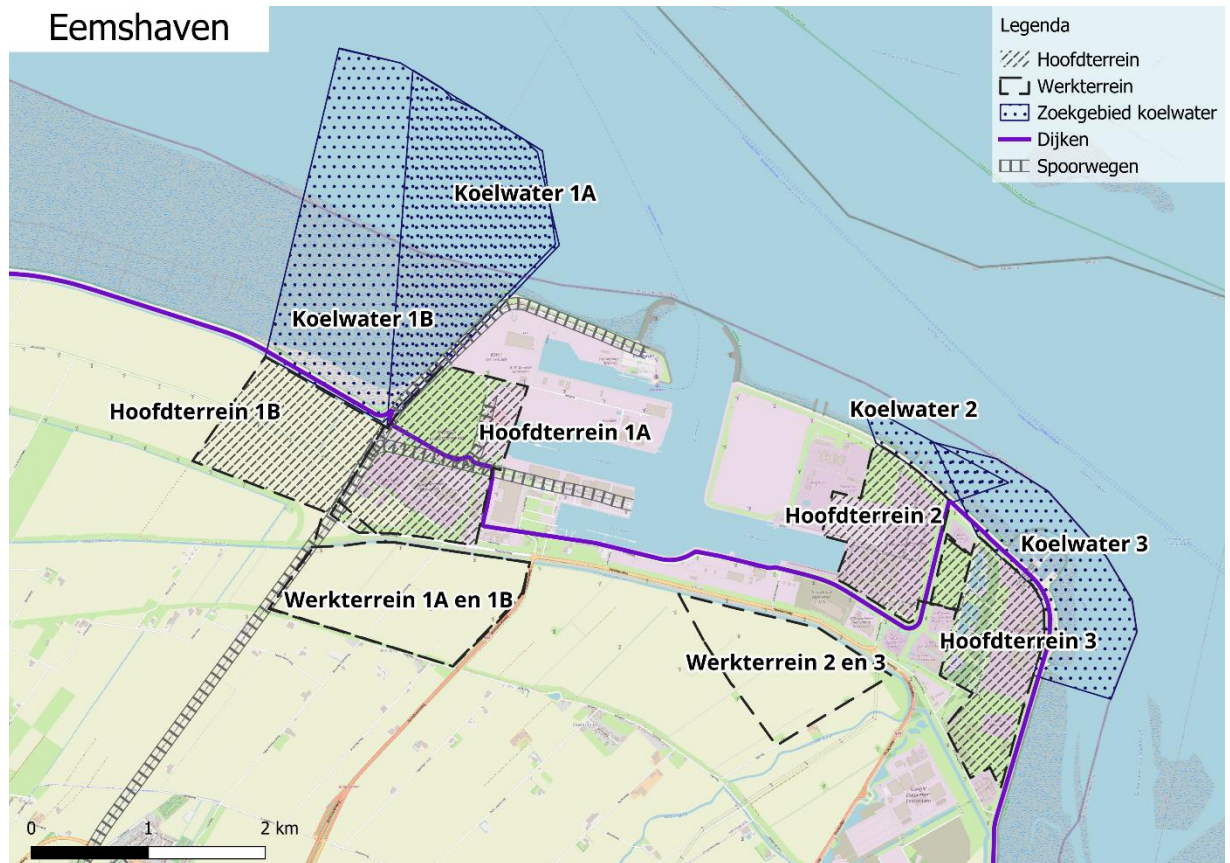 Eemshaven
Legenda
Hoofdterrein
Werkterrein
Zoekgebied koelwater
Dijken
Spoorwegen
Koelwater 1A
Koelwater 1B
Hoofdterrein 1B
Hoofdterrein 1A
Koelwater 2
Hoofdterrein 2
Koelwater 3
Werkterrein 1A en 1B
Hoofdterrein 3
Werkterrein 2 en 3
0 1 2 km